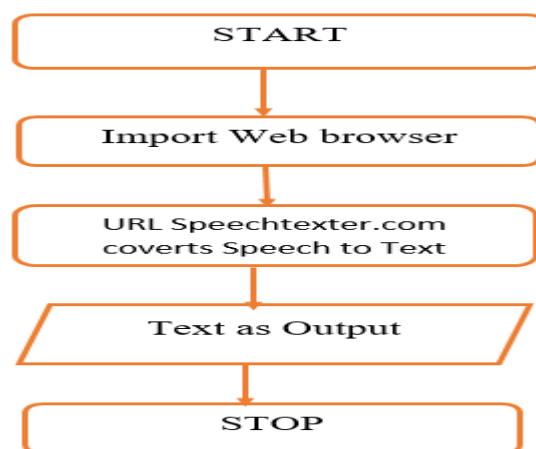 START
Import Web browser
URL Speechtexter.com
coverts Speech to Text
Text as Output
STOP